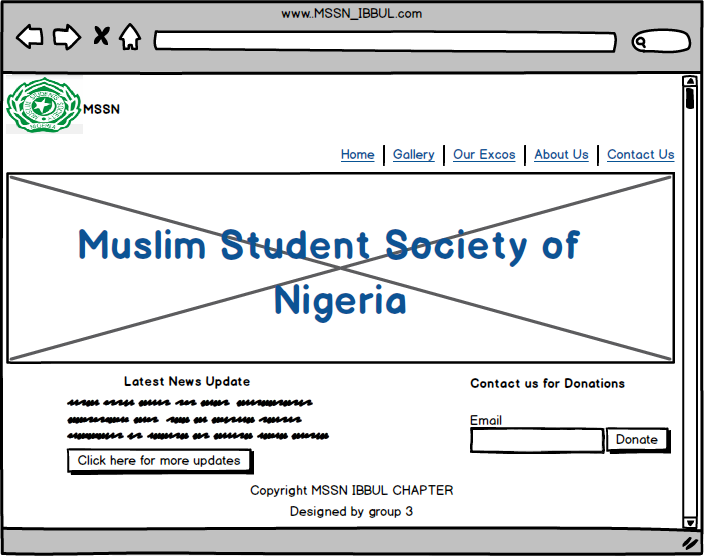 www.MSSN_IBBUL.com
MSSN
Home | Gallery | Our Excos | About Us | Contact Us
Muslim Student Society of
Nigeria
Latest News Update
Contact us for Donations
Email
Donate
Click here for more updates
Copyright MSSN IBBUL CHAPTER
Designed by group 3